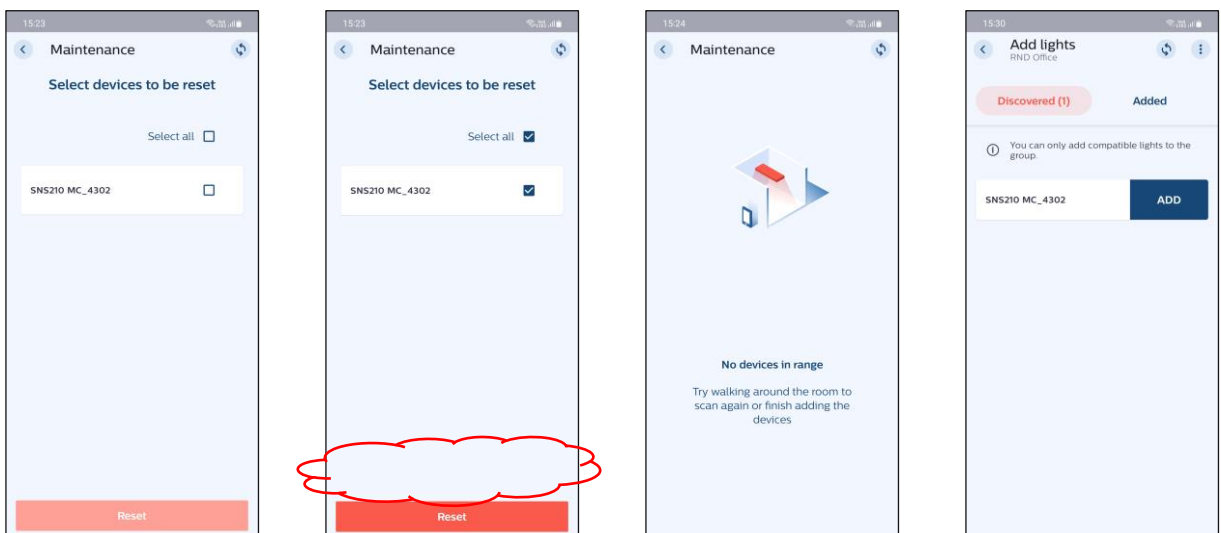 15:23
Maintenance
Select devices to be reset
Select all
SNS210 MC_4302
Reset
15:23
Maintenance
Select devices to be reset
Select all
SNS210 MC_4302
Reset
15:24
Maintenance
No devices in range
Try walking around the room to
scan again or finish adding the
devices
15:30
Add lights
RND Office
Discovered (1)
Added
You can only add compatible lights to the
group.
SNS210 MC_4302
ADD